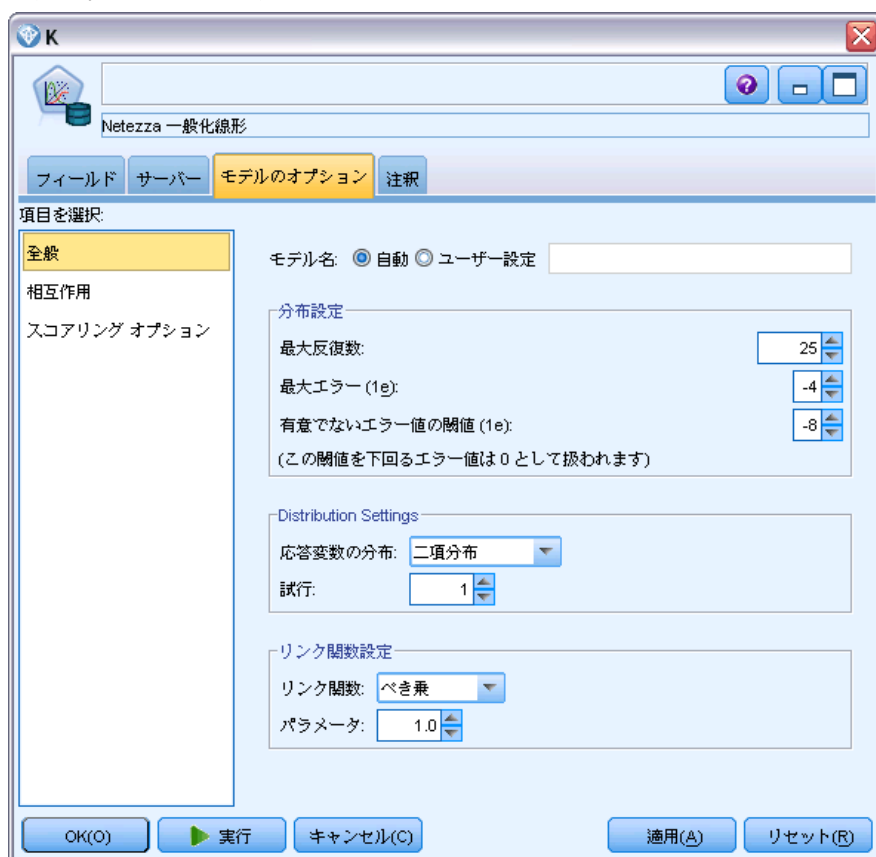 K
Netezza 一般化線形
フィールド サーバー モデルのオプション 注釈
項目を選択:
全般
相互作用
スコアリング オプション
モデル名: 自動 ユーザー設定
分布設定
最大反復数: 25
最大エラー (1e): -4
有意でないエラー値の閾値 (1e): -8
(この閾値を下回るエラー値は 0 として扱われます)
Distribution Settings
応答変数の分布: 二項分布
試行: 1
リンク関数設定
リンク関数: べき乗
パラメータ: 1.0
OK(O) 実行 キャンセル(C) 適用(A) リセット(R)